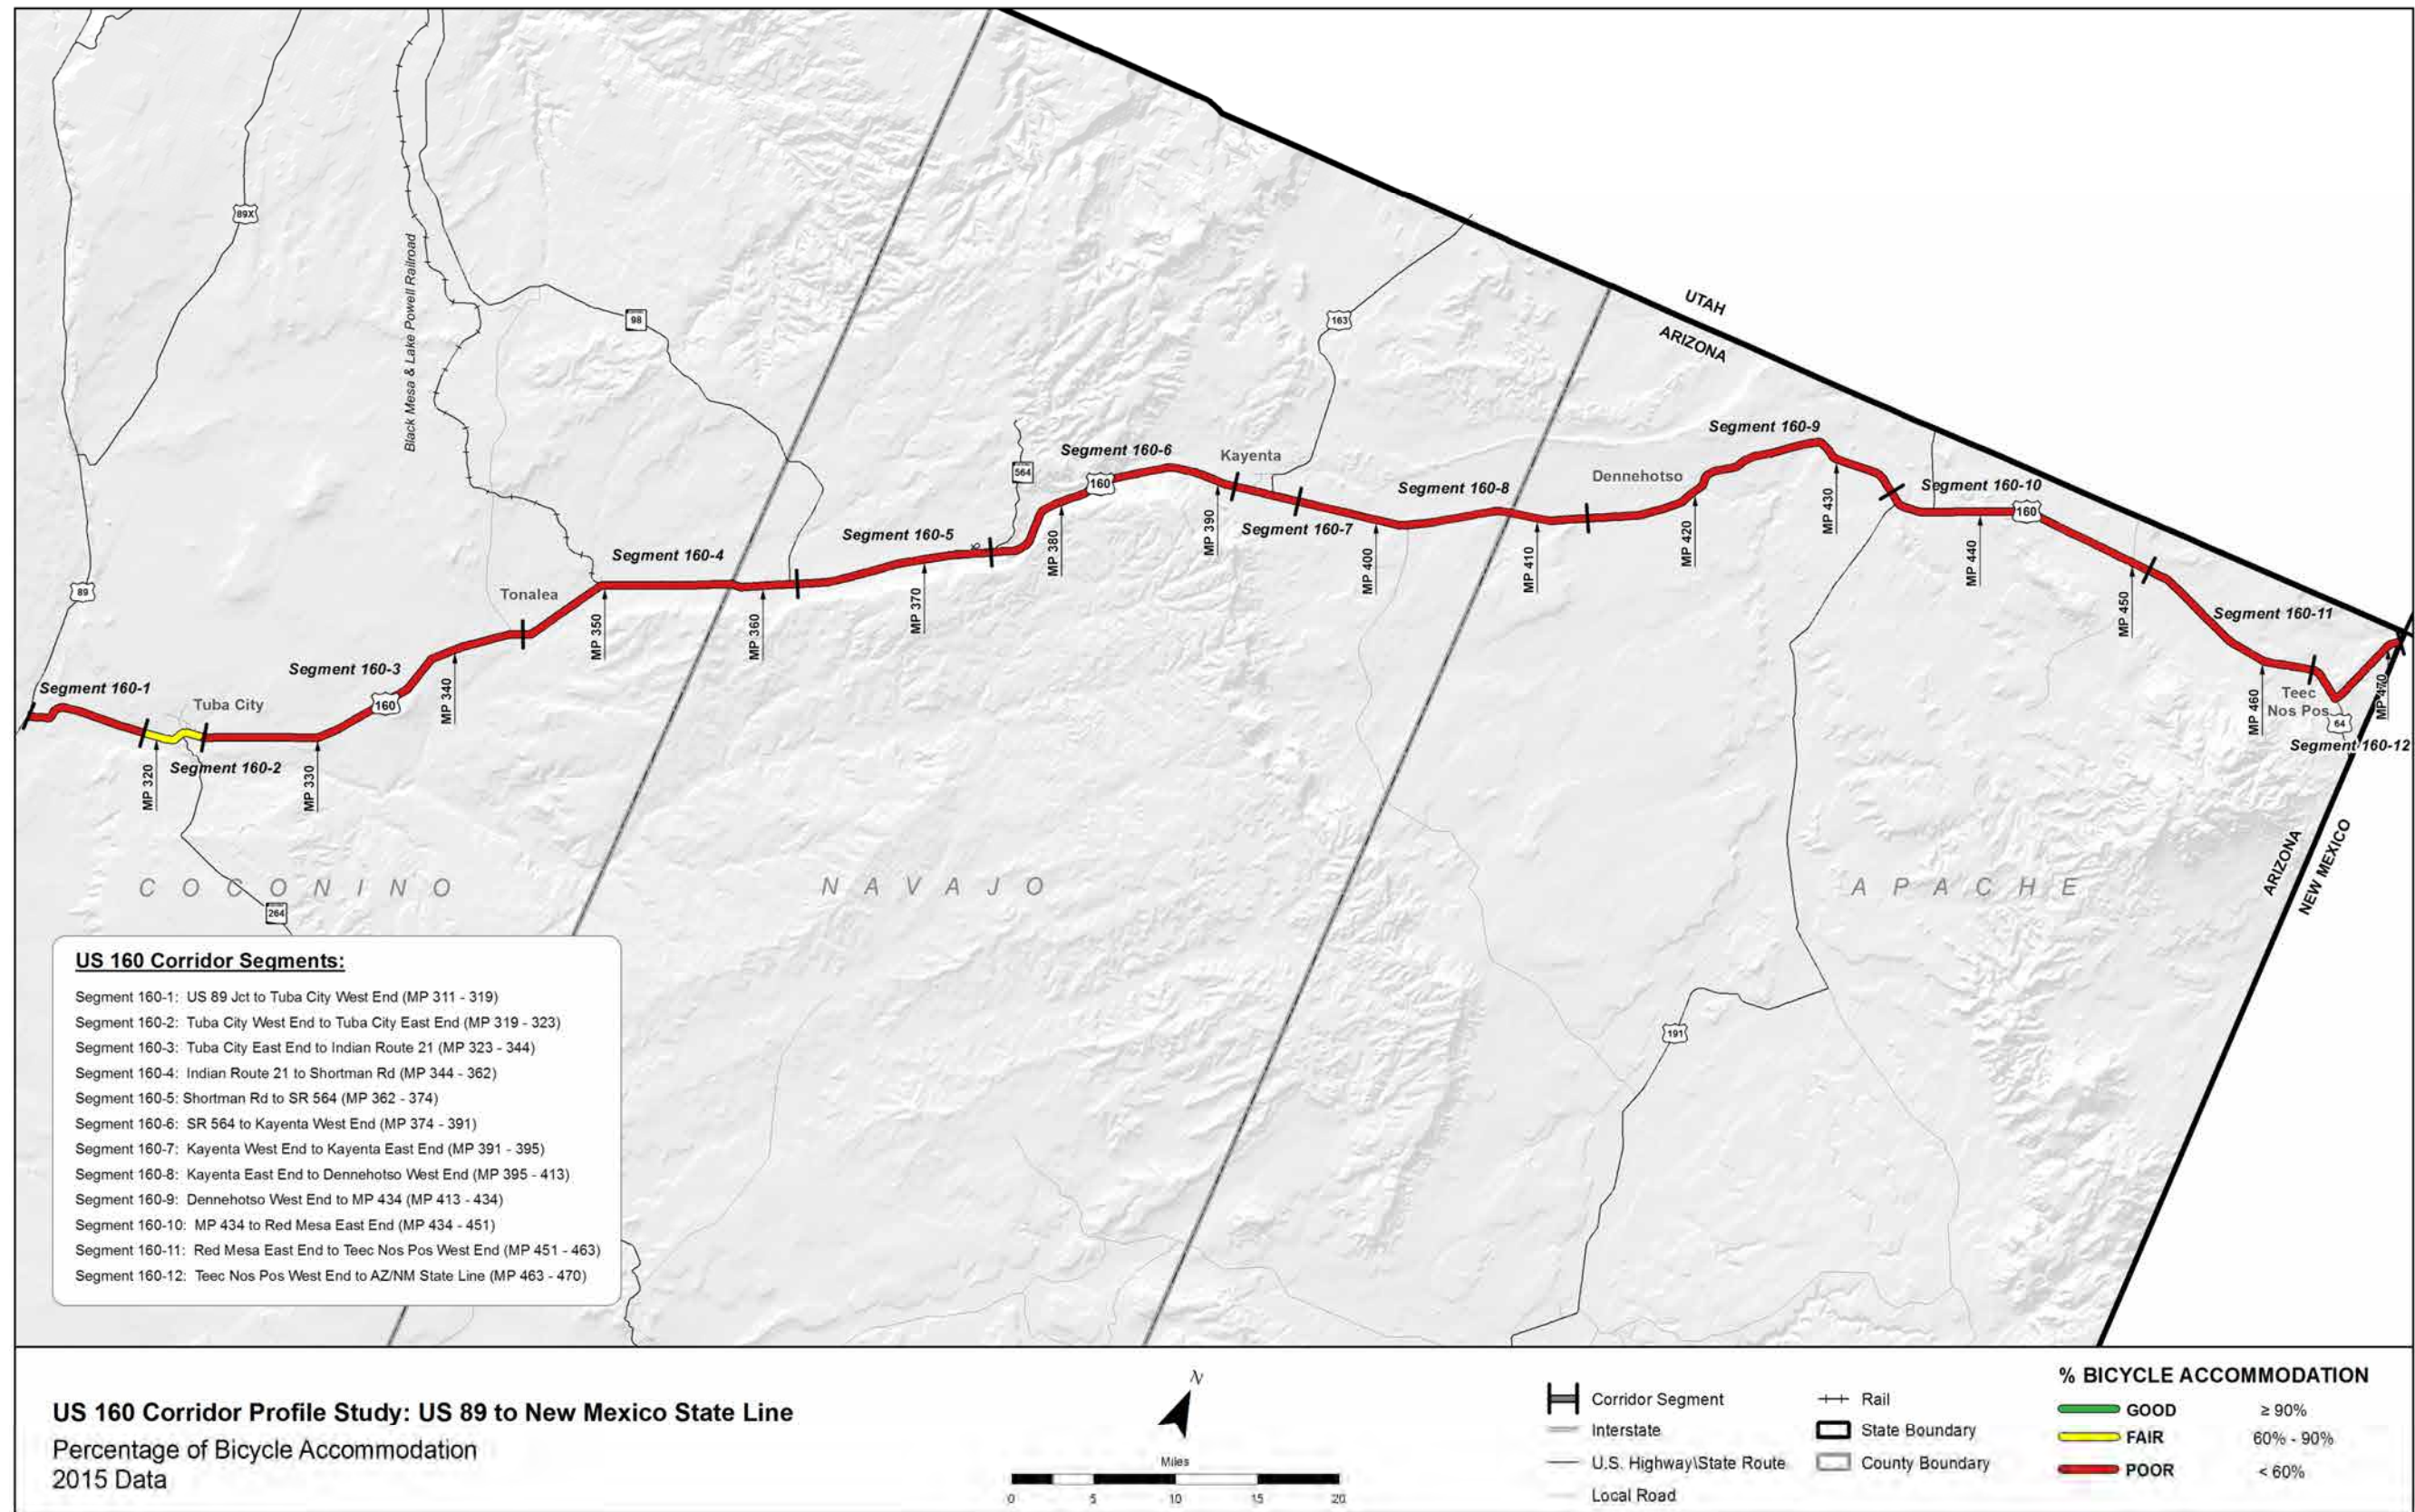 UTAH
ARIZONA
89X
Black Mesa & Lake Powell Railroad
98
163
Segment 160-9
Segment 160-6
Kayenta
564
160
Segment 160-8
Dennehotso
Segment 160-10
160
MP 430
MP 390
Segment 160-7
MP 380
MP 420
MP 440
Segment 160-5
Segment 160-4
MP 400
MP 410
MP 370
89
Tonalea
MP 350
MP 360
MP 450
Segment 160-11
Segment 160-3
Segment 160-1
Tuba City
160
MP 340
MP 460
Teec
Nos Pos
MP 470
64
Segment 160-12
MP 320
Segment 160-2
MP 330
ARIZONA
NEW MEXICO
COCONINO
NAVAJO
APACHE
264
191
US 160 Corridor Segments:
Segment 160-1: US 89 Jct to Tuba City West End (MP 311 - 319)
Segment 160-2: Tuba City West End to Tuba City East End (MP 319 - 323)
Segment 160-3: Tuba City East End to Indian Route 21 (MP 323 - 344)
Segment 160-4: Indian Route 21 to Shortman Rd (MP 344 - 362)
Segment 160-5: Shortman Rd to SR 564 (MP 362 - 374)
Segment 160-6: SR 564 to Kayenta West End (MP 374 - 391)
Segment 160-7: Kayenta West End to Kayenta East End (MP 391 - 395)
Segment 160-8: Kayenta East End to Dennehotso West End (MP 395 - 413)
Segment 160-9: Dennehotso West End to MP 434 (MP 413 - 434)
Segment 160-10: MP 434 to Red Mesa East End (MP 434 - 451)
Segment 160-11: Red Mesa East End to Teec Nos Pos West End (MP 451 - 463)
Segment 160-12: Teec Nos Pos West End to AZ/NM State Line (MP 463 - 470)
US 160 Corridor Profile Study: US 89 to New Mexico State Line
Percentage of Bicycle Accommodation
2015 Data
N
Miles
0 5 10 15 20
Corridor Segment
Interstate
U.S. Highway\State Route
Local Road
Rail
State Boundary
County Boundary
% BICYCLE ACCOMMODATION
GOOD ≥ 90%
FAIR 60% - 90%
POOR < 60%